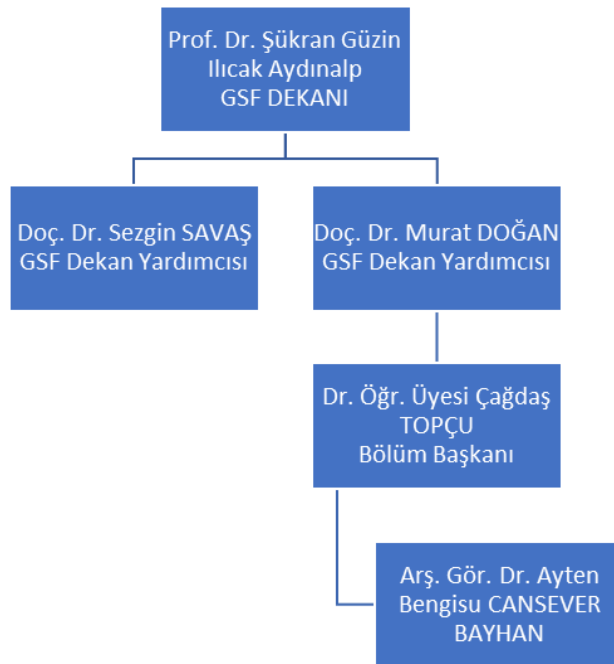 Prof. Dr. Şükran Güzin
Ilıcak Aydınalp
GSF DEKANI
Doç. Dr. Sezgin SAVAŞ
GSF Dekan Yardımcısı
Doç. Dr. Murat DOĞAN
GSF Dekan Yardımcısı
Dr. Öğr. Üyesi Çağdaş
TOPÇU
Bölüm Başkanı
Arş. Gör. Dr. Ayten
Bengisu CANSEVER
BAYHAN